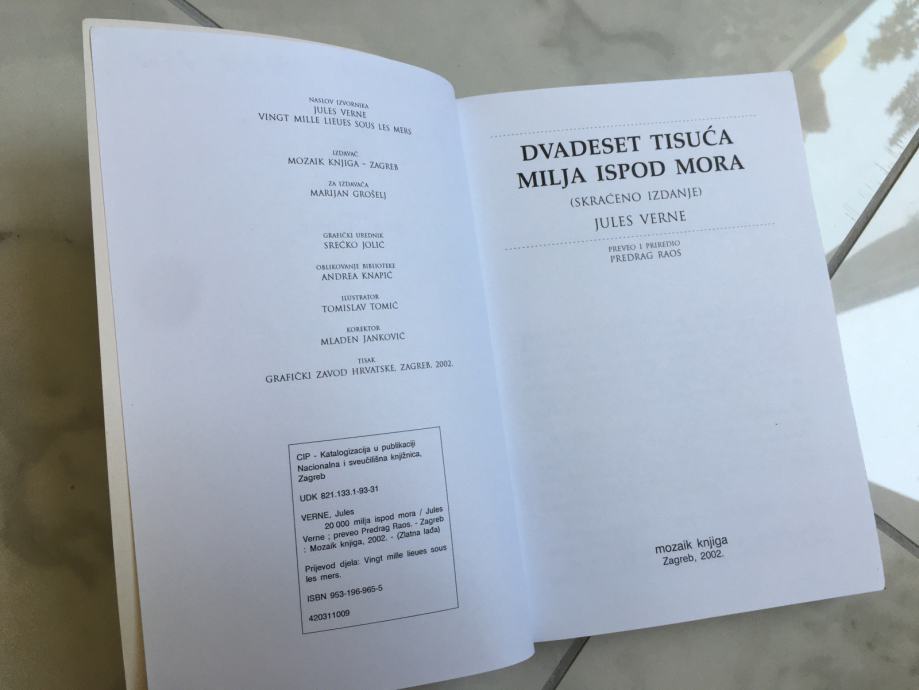 NASLOV IZVORNIKA
JULES VERNE
VINGT MILLE LIEUES SOUS LES MERS
IZDAVAČ
MOZAIK KNJIGA – ZAGREB
ZA IZDAVAČA
MARIJAN GROŠELJ
GRAFIČKI UREDNIK
SREĆKO JOLIĆ
OBLIKOVANJE BIBLIOTEKE
ANDREA KNAPIĆ
ILUSTRATOR
TOMISLAV TOMIĆ
KOREKTOR
MLADEN JANKOVIĆ
TISAK
GRAFIČKI ZAVOD HRVATSKE, ZAGREB, 2002.
CIP - Katalogizacija u publikaciji
Nacionalna i sveučilišna knjižnica,
Zagreb
UDK 821.133.1-93-31
VERNE, Jules
20 000 milja ispod mora / Jules
Verne ; preveo Predrag Raos. - Zagreb
: Mozaik knjiga, 2002. - (Zlatna lađa)
Prijevod djela: Vingt mille lieues sous
les mers.
ISBN 953-196-965-5
420311009
DVADESET TISUĆA
MILJA ISPOD MORA
(SKRAĆENO IZDANJE)
JULES VERNE
PREVEO I PRIREDIO
PREDRAG RAOS
mozaik knjiga
Zagreb, 2002.